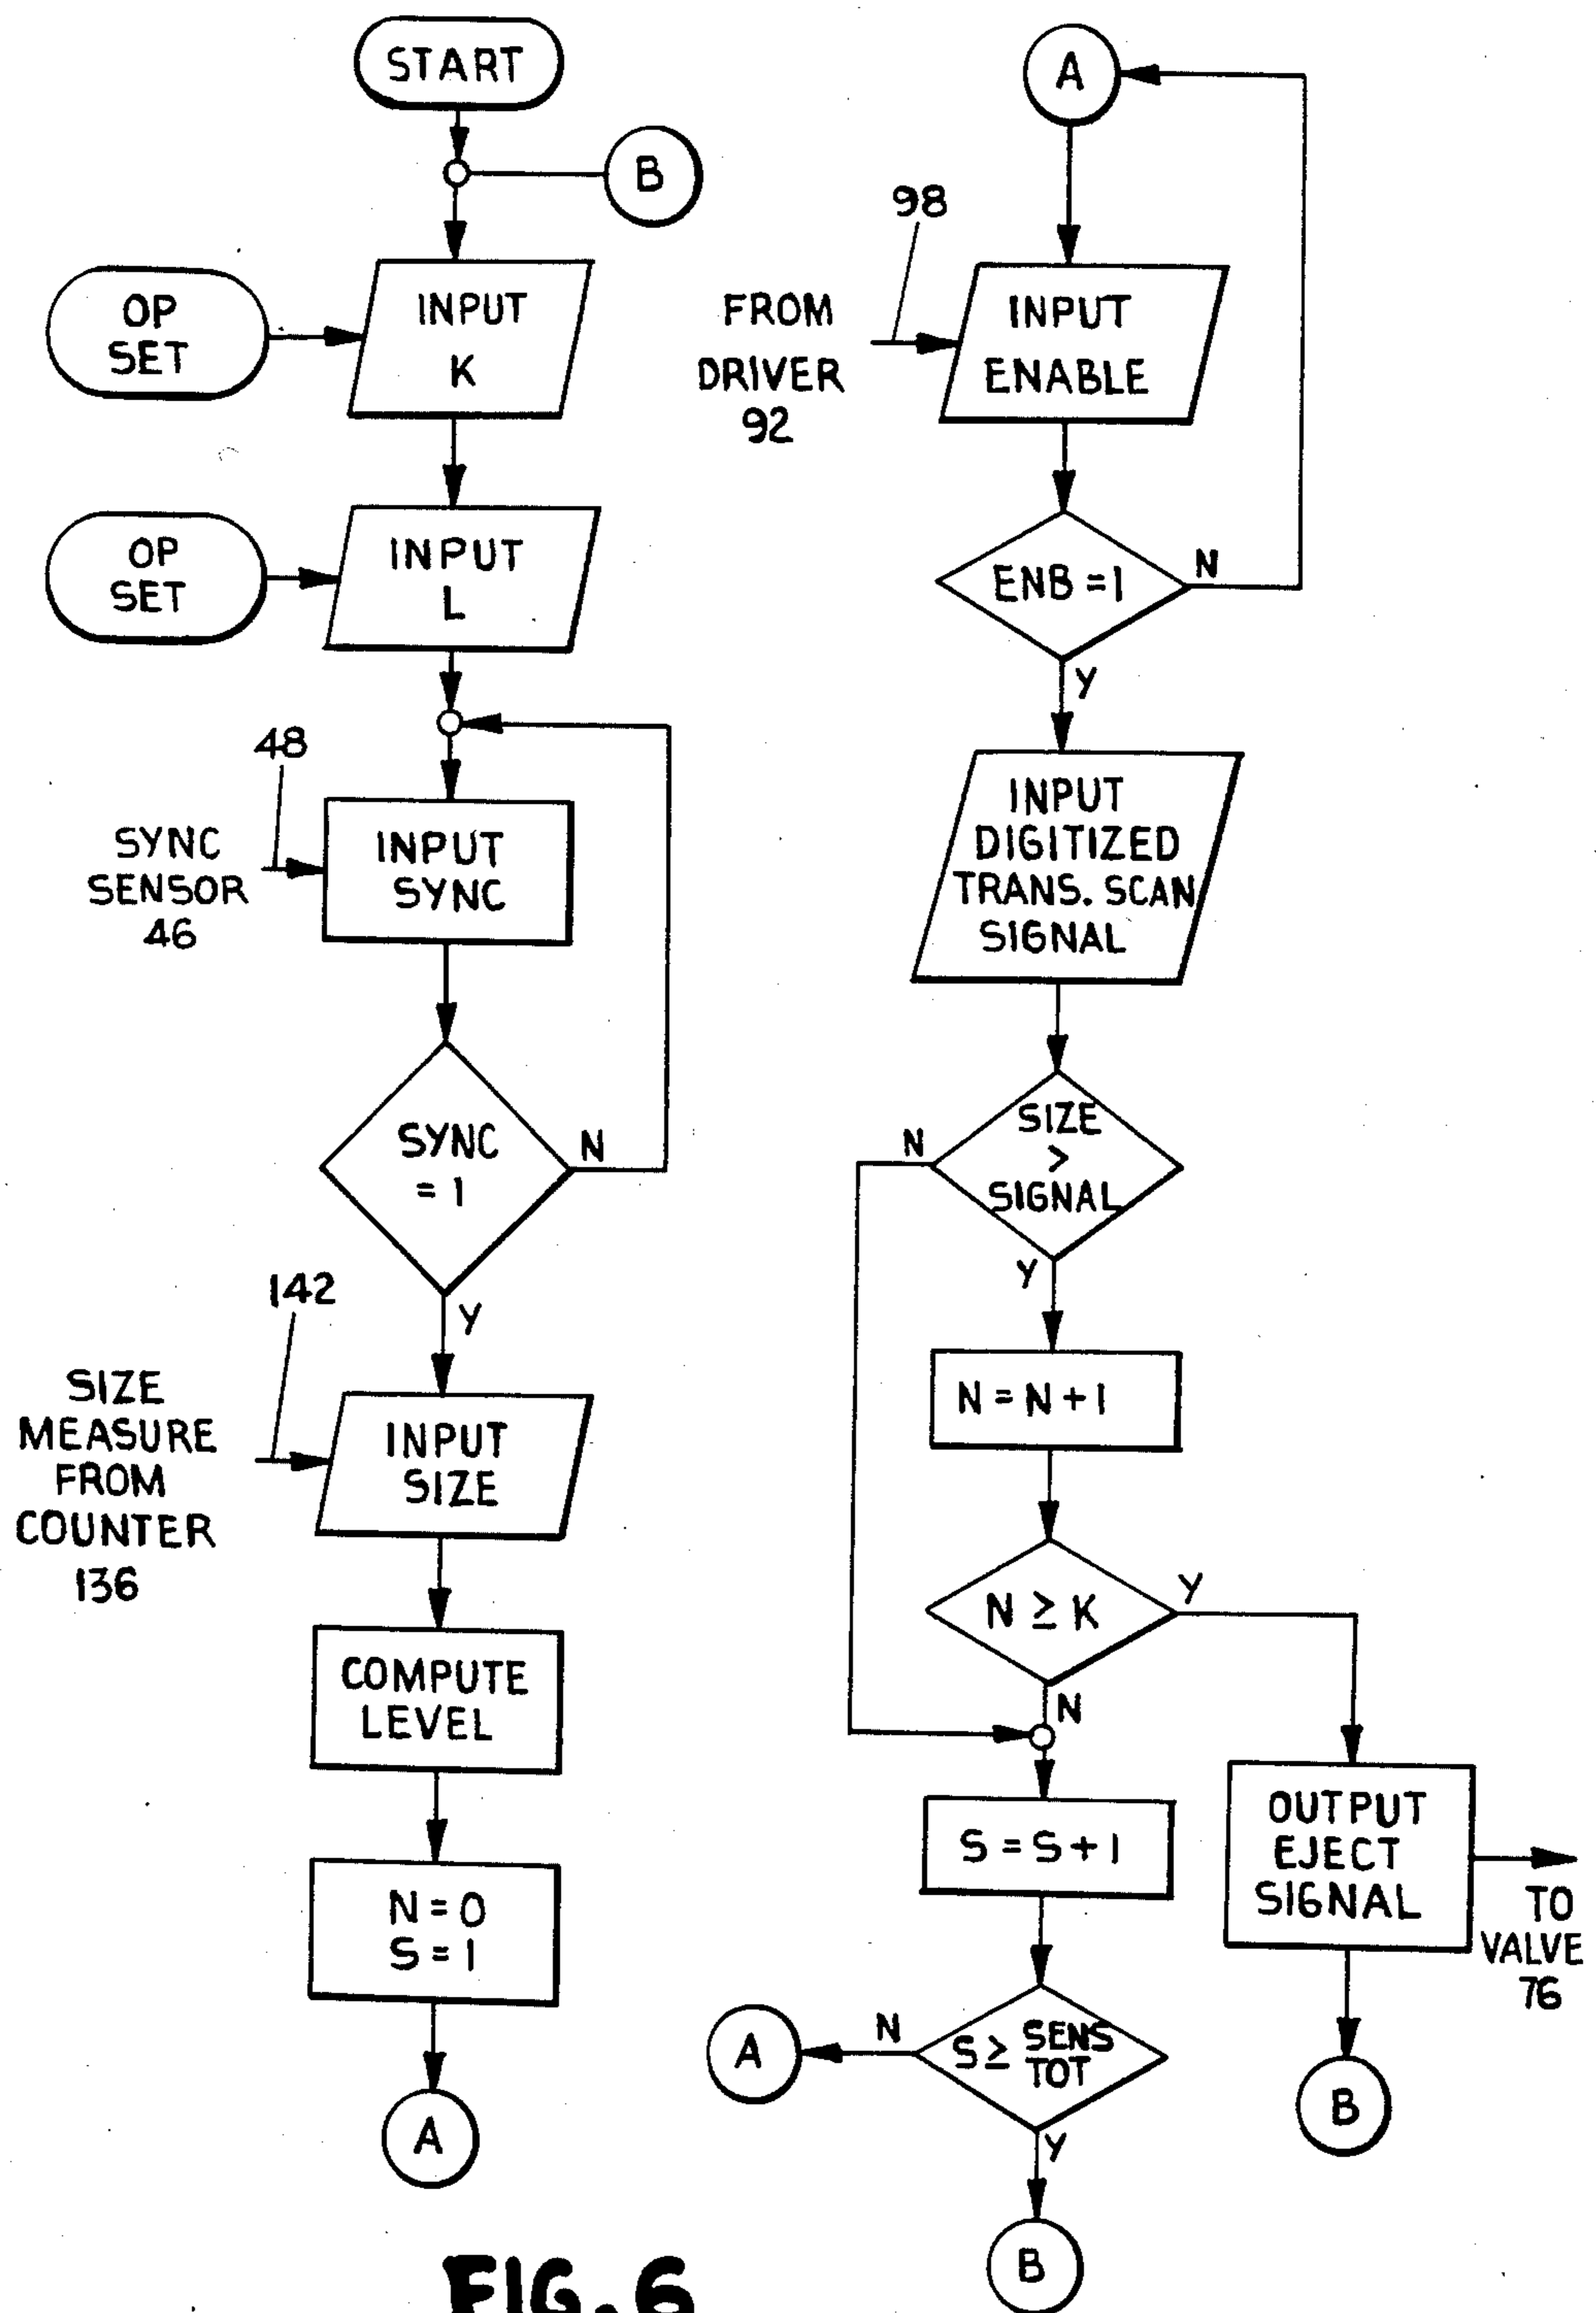 START
B
OP
SET
INPUT
K
OP
SET
INPUT
L
48
SYNC
SENSOR
46
INPUT
SYNC
SYNC
= 1
N
Y
142
SIZE
MEASURE
FROM
COUNTER
136
INPUT
SIZE
COMPUTE
LEVEL
N = 0
S = 1
A
A
98
FROM
DRIVER
92
INPUT
ENABLE
ENB = 1
N
Y
INPUT
DIGITIZED
TRANS. SCAN
SIGNAL
SIZE
>
SIGNAL
N
Y
N = N + 1
N ≥ K
Y
N
S = S + 1
OUTPUT
EJECT
SIGNAL
TO
VALVE
76
B
S ≥ SENS
TOT
N
A
Y
B
FIG. 6